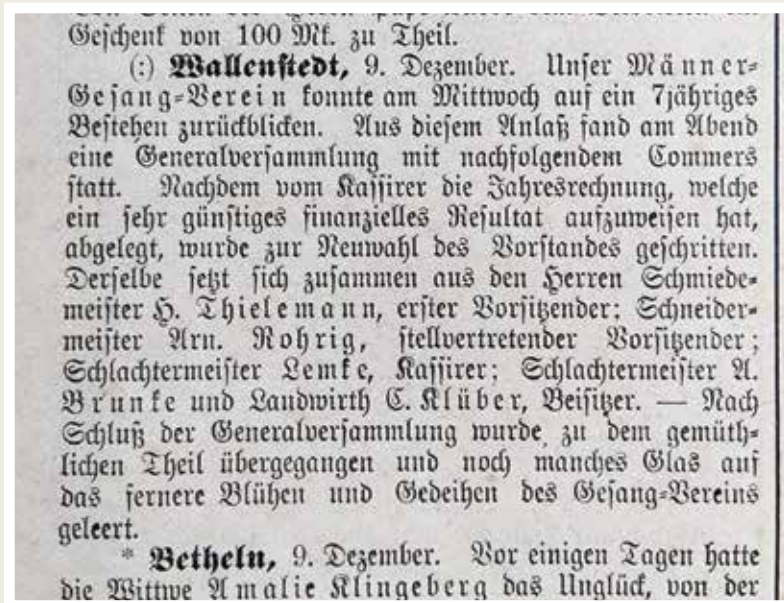 Geschenk von 100 Mk. zu Theil.
(:) Wallenstedt, 9. Dezember. Unser Männer-
Gesang-Verein konnte am Mittwoch auf ein 7jähriges
Bestehen zurückblicken. Aus diesem Anlaß fand am Abend
eine Generalversammlung mit nachfolgendem Commers
statt. Nachdem vom Kassirer die Jahresrechnung, welche
ein sehr günstiges finanzielles Resultat aufzuweisen hat,
abgelegt, wurde zur Neuwahl des Vorstandes geschritten.
Derselbe setzt sich zusammen aus den Herren Schmiede-
meister H. Thielemann, erster Vorsitzender; Schneider-
meister Arn. Rohrig, stellvertretender Vorsitzender;
Schlachtermeister Lemke, Kassirer; Schlachtermeister A.
Brunke und Landwirth C. Klüber, Beisitzer. — Nach
Schluß der Generalversammlung wurde zu dem gemüth-
lichen Theil übergegangen und noch manches Glas auf
das fernere Blühen und Gedeihen des Gesang-Vereins
geleert.
* Betheln, 9. Dezember. Vor einigen Tagen hatte
die Wittwe Amalie Klingeberg das Unglück, von der